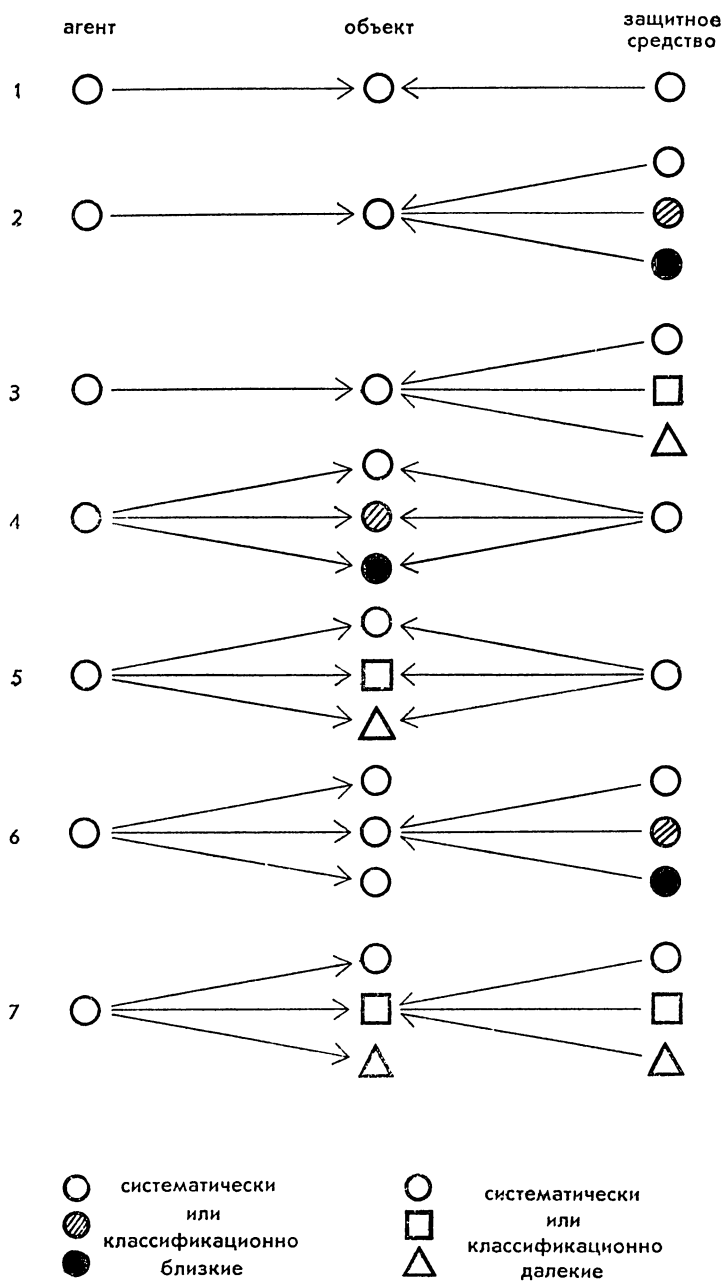 агент
объект
защитное
средство
1
2
3
4
5
6
7
систематически
или
классификационно
близкие
систематически
или
классификационно
далекие